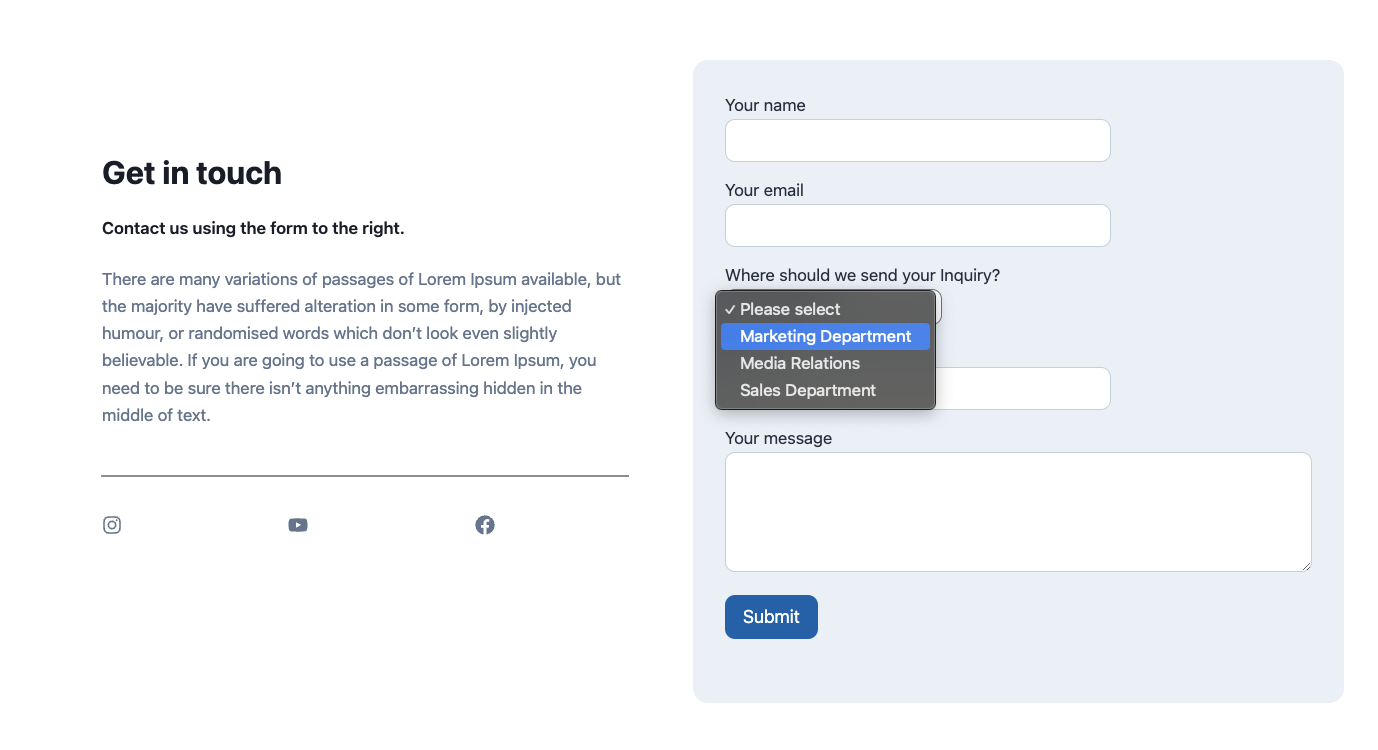 Get in touch
Contact us using the form to the right.
There are many variations of passages of Lorem Ipsum available, but
the majority have suffered alteration in some form, by injected
humour, or randomised words which don’t look even slightly
believable. If you are going to use a passage of Lorem Ipsum, you
need to be sure there isn’t anything embarrassing hidden in the
middle of text.
Your name
Your email
Where should we send your Inquiry?
✓ Please select
Marketing Department
Media Relations
Sales Department
Your message
Submit